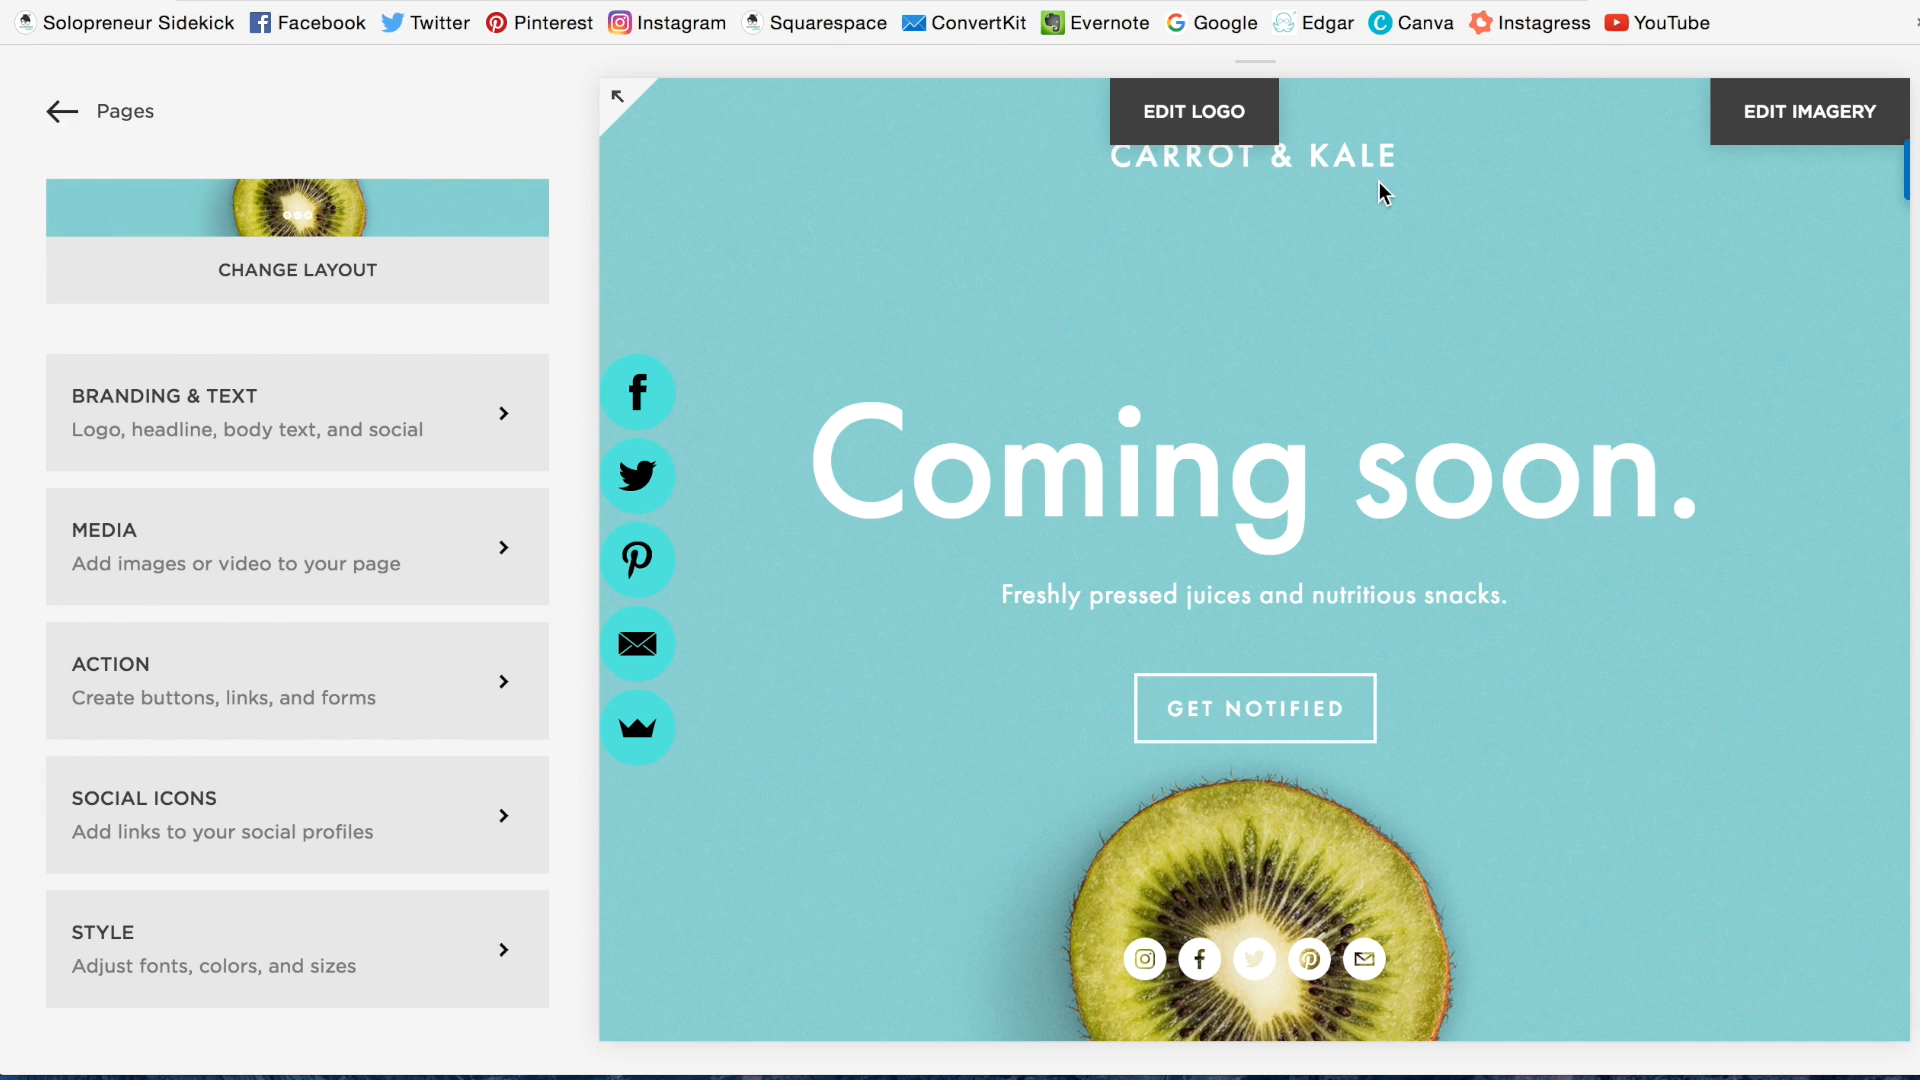 Solopreneur Sidekick Facebook Twitter Pinterest Instagram Squarespace ConvertKit Evernote Google Edgar Canva Instagress YouTube
Pages
CHANGE LAYOUT
BRANDING & TEXT
Logo, headline, body text, and social
MEDIA
Add images or video to your page
ACTION
Create buttons, links, and forms
SOCIAL ICONS
Add links to your social profiles
STYLE
Adjust fonts, colors, and sizes
EDIT LOGO
EDIT IMAGERY
CARROT & KALE
Coming soon.
Freshly pressed juices and nutritious snacks.
GET NOTIFIED